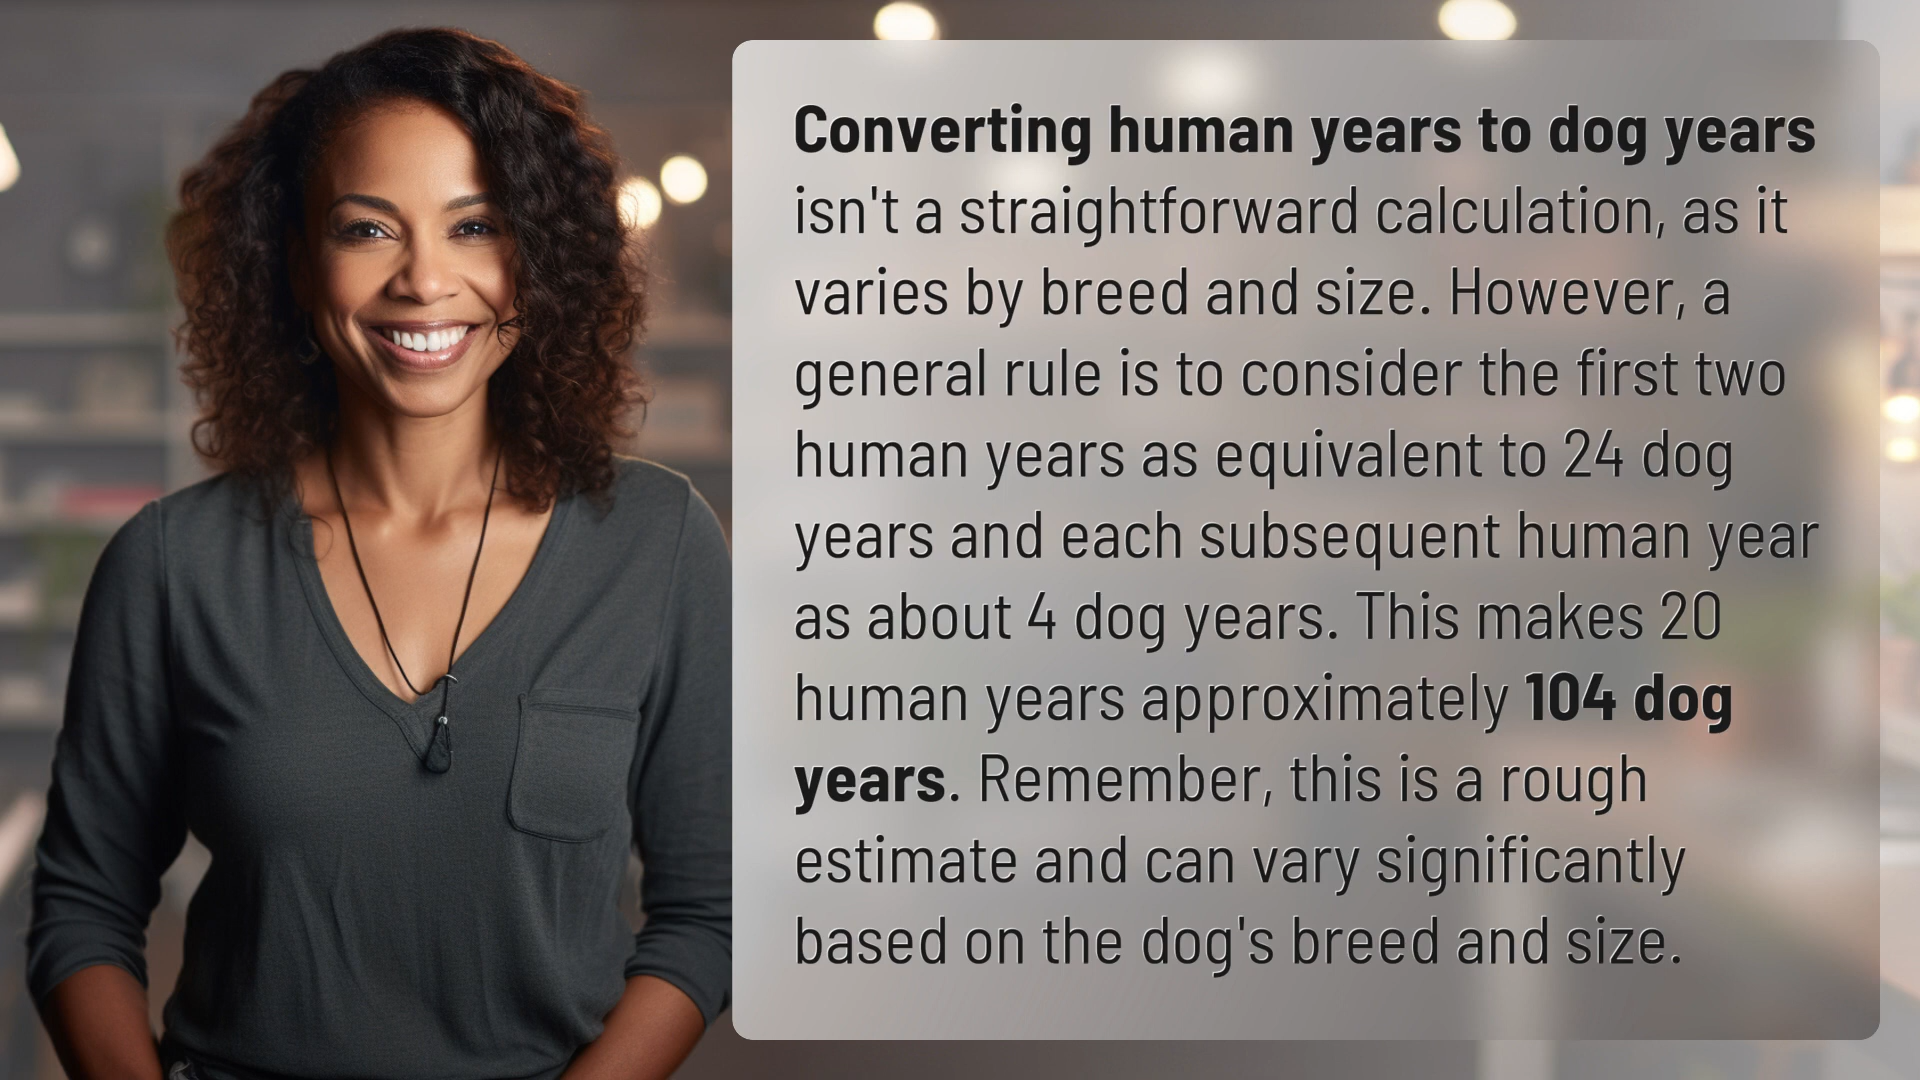 Converting human years to dog years
isn't a straightforward calculation, as it
varies by breed and size. However, a
general rule is to consider the first two
human years as equivalent to 24 dog
years and each subsequent human year
as about 4 dog years. This makes 20
human years approximately 104 dog
years. Remember, this is a rough
estimate and can vary significantly
based on the dog's breed and size.